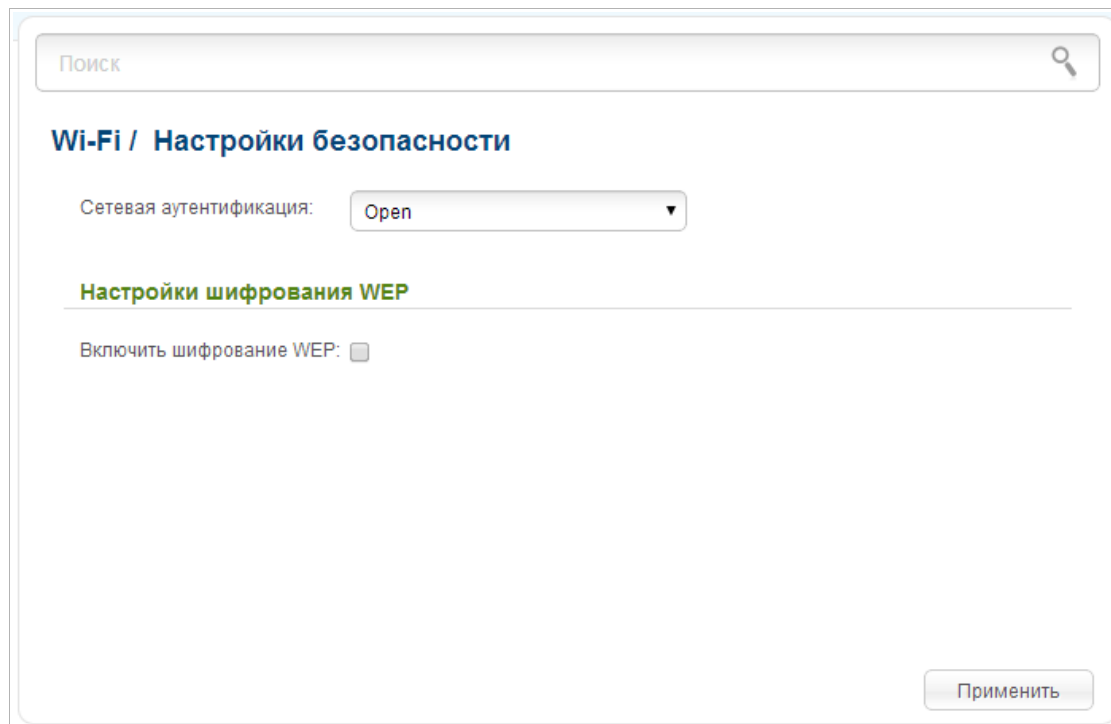 Поиск
Wi-Fi / Настройки безопасности
Сетевая аутентификация: Open
Настройки шифрования WEP
Включить шифрование WEP:
Применить